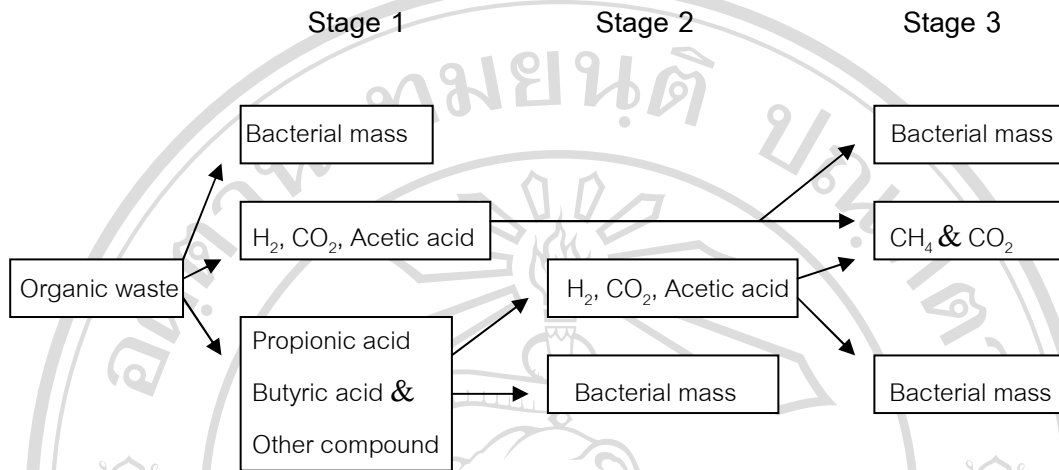 Stage 1 Stage 2 Stage 3
Bacterial mass Bacterial mass
H₂, CO₂, Acetic acid CH₄ & CO₂
Organic waste H₂, CO₂, Acetic acid
Propionic acid
Butyric acid & Bacterial mass Bacterial mass
Other compound